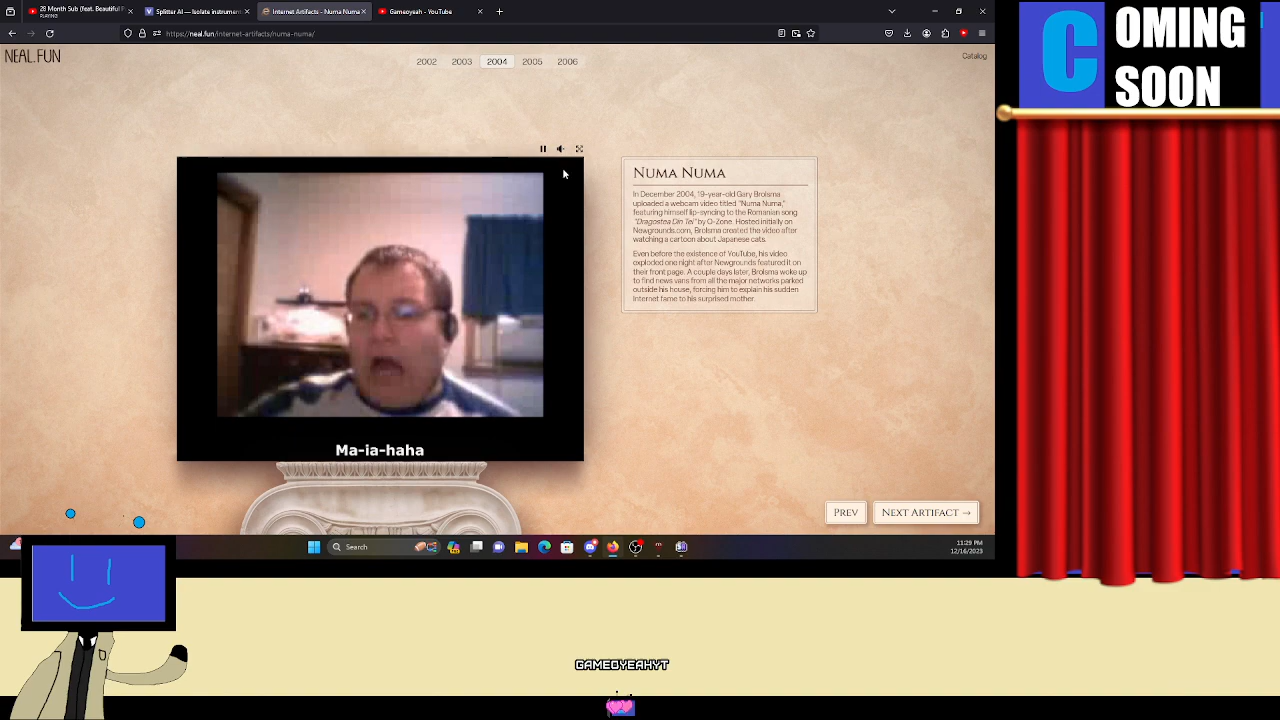 28 Month Sub (feat. Beautiful P
PLAYING
Splitter AI — Isolate instrumen
Internet Artifacts - Numa Numa
Gameoyeah - YouTube
https://neal.fun/internet-artifacts/numa-numa/
NEAL.FUN
2002 2003 2004 2005 2006
Catalog
NUMA NUMA
In December 2004, 19-year-old Gary Brolsma
uploaded a webcam video titled "Numa Numa,"
featuring himself lip-syncing to the Romanian song
"Dragostea Din Tei" by O-Zone. Hosted initially on
Newgrounds.com, Brolsma created the video after
watching a cartoon about Japanese cats.
Even before the existence of YouTube, his video
exploded one night after Newgrounds featured it on
their front page. A couple days later, Brolsma woke up
to find news vans from all the major networks parked
outside his house, forcing him to explain his sudden
Internet fame to his surprised mother.
Ma-ia-haha
PREV
NEXT ARTIFACT →
Search
11:29 PM
12/16/2023
COMING
SOON
GAMEOYEAHYT